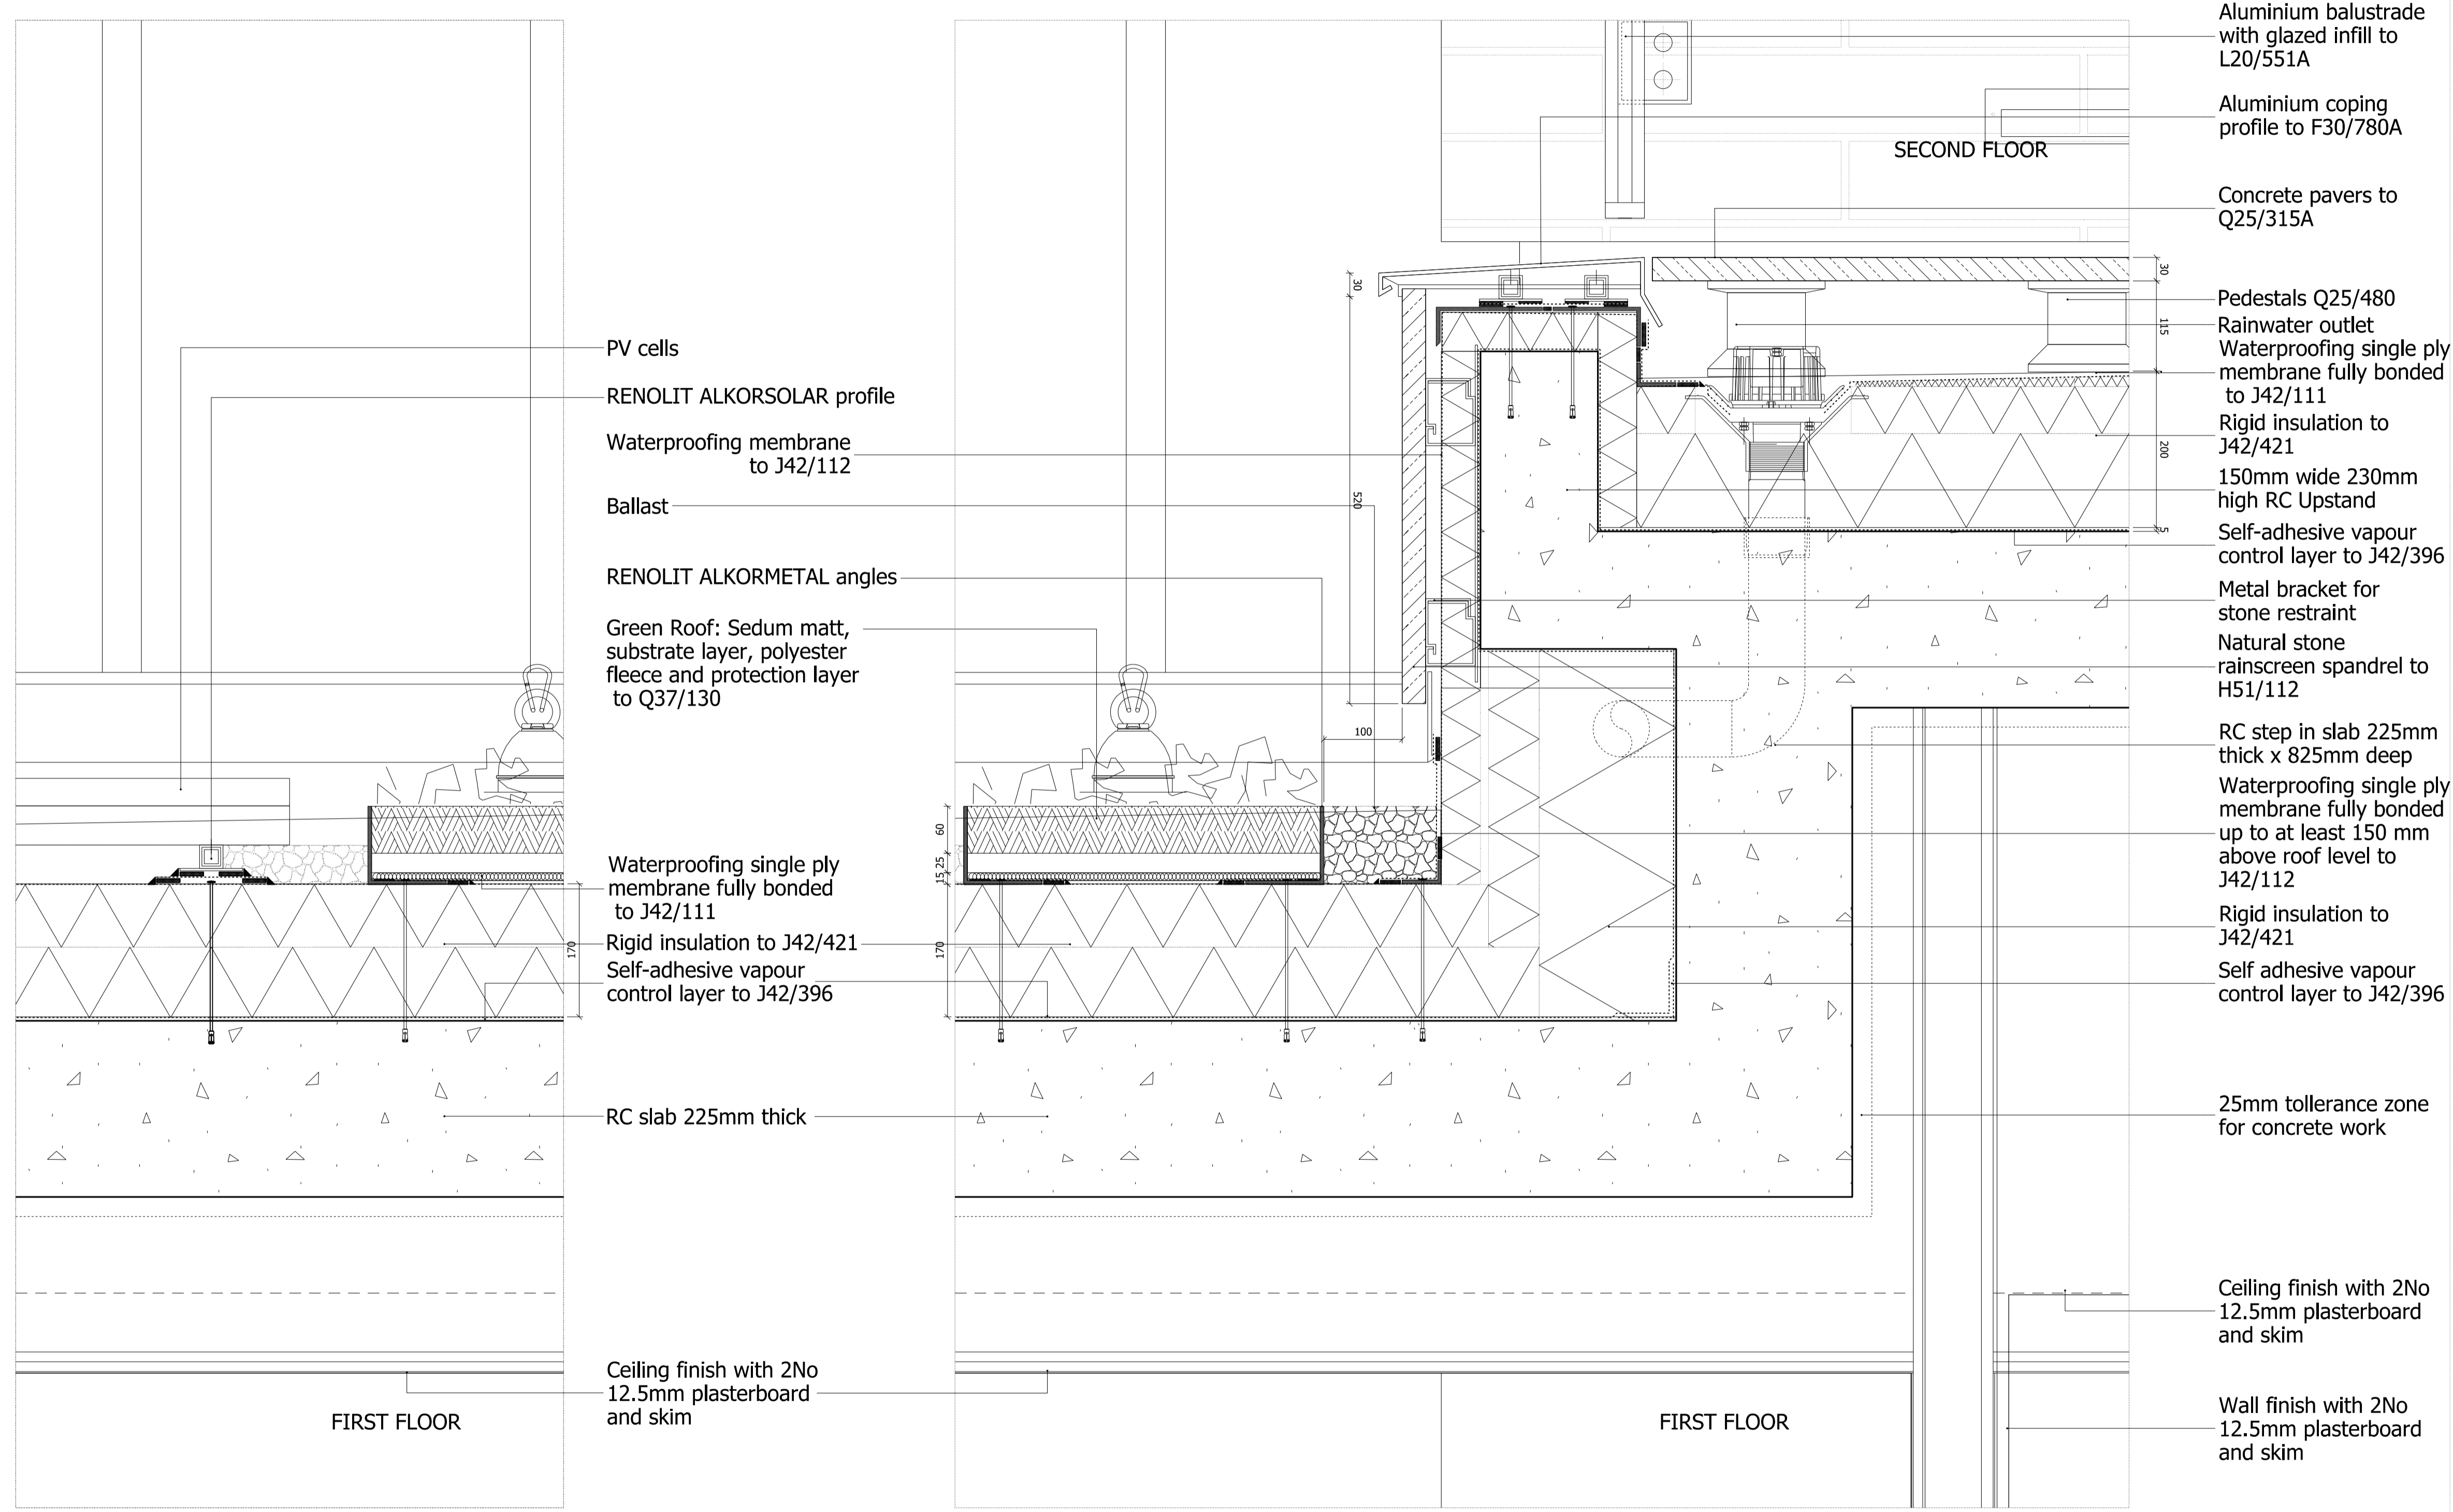 PV cells
RENOLIT ALKORSOLAR profile
Waterproofing membrane
to J42/112
Ballast
RENOLIT ALKORMETAL angles
Green Roof: Sedum matt,
substrate layer, polyester
fleece and protection layer
to Q37/130
Waterproofing single ply
membrane fully bonded
to J42/111
Rigid insulation to J42/421
Self-adhesive vapour
control layer to J42/396
RC slab 225mm thick
Ceiling finish with 2No
12.5mm plasterboard
and skim
FIRST FLOOR
170
170
60
25
15
100
30
520
SECOND FLOOR
30
115
200
5
FIRST FLOOR
Aluminium balustrade
with glazed infill to
L20/551A
Aluminium coping
profile to F30/780A
Concrete pavers to
Q25/315A
Pedestals Q25/480
Rainwater outlet
Waterproofing single ply
membrane fully bonded
to J42/111
Rigid insulation to
J42/421
150mm wide 230mm
high RC Upstand
Self-adhesive vapour
control layer to J42/396
Metal bracket for
stone restraint
Natural stone
rainscreen spandrel to
H51/112
RC step in slab 225mm
thick x 825mm deep
Waterproofing single ply
membrane fully bonded
up to at least 150 mm
above roof level to
J42/112
Rigid insulation to
J42/421
Self adhesive vapour
control layer to J42/396
25mm tollerance zone
for concrete work
Ceiling finish with 2No
12.5mm plasterboard
and skim
Wall finish with 2No
12.5mm plasterboard
and skim